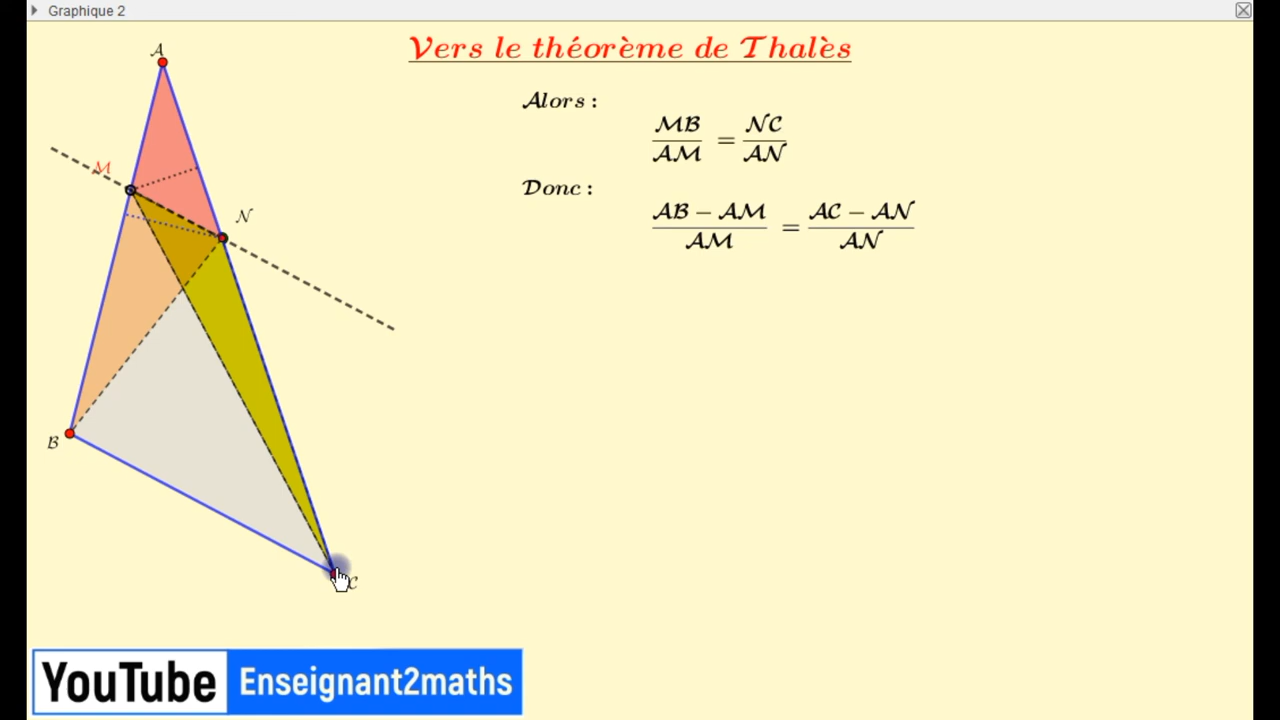 Graphique 2
Vers le théorème de Thalès
A
Alors :
MB/AM = NC/AN
M
Donc :
N
AB − AM/AM = AC − AN/AN
B
C
YouTube Enseignant2maths